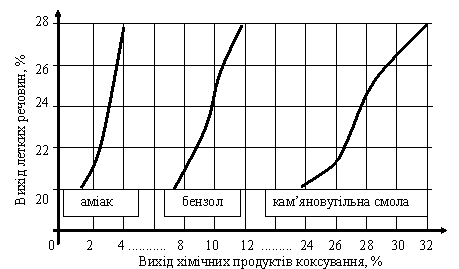 Вихід летких речовин, %
28
26
24
22
20
аміак бензол кам’яновугільна смола
0 2 4 ........... 8 10 12 ......... 24 26 28 30 32
Вихід хімічних продуктів коксування, %